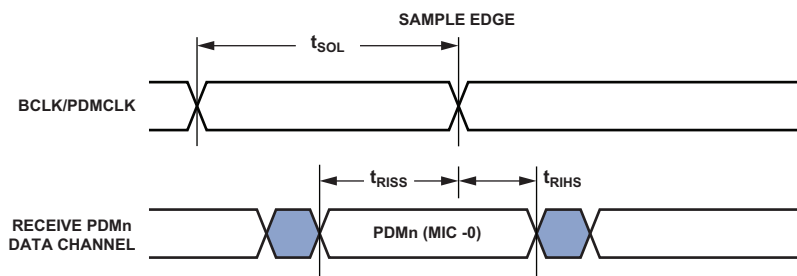 SAMPLE EDGE
tSOL
BCLK/PDMCLK
tRISS
tRIHS
RECEIVE PDMn
DATA CHANNEL
PDMn (MIC -0)